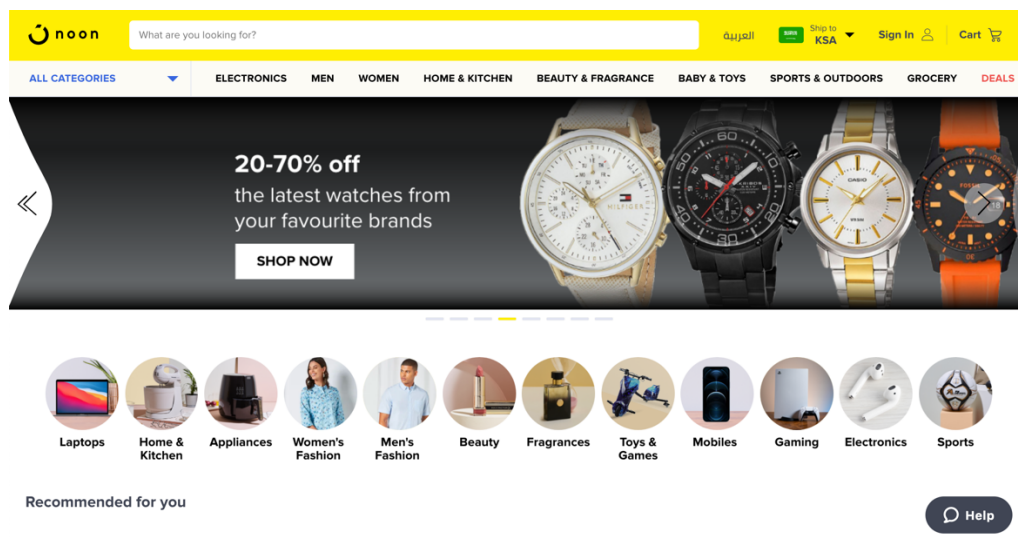 noon
What are you looking for?
العربية
Ship to
KSA
Sign In
Cart
ALL CATEGORIES
ELECTRONICS
MEN
WOMEN
HOME & KITCHEN
BEAUTY & FRAGRANCE
BABY & TOYS
SPORTS & OUTDOORS
GROCERY
DEALS
20-70% off
the latest watches from
your favourite brands
SHOP NOW
HILFIGER
60
CASIO
FOSSIL
Laptops
Home &
Kitchen
Appliances
Women's
Fashion
Men's
Fashion
Beauty
Fragrances
Toys &
Games
Mobiles
Gaming
Electronics
Sports
Recommended for you
Help